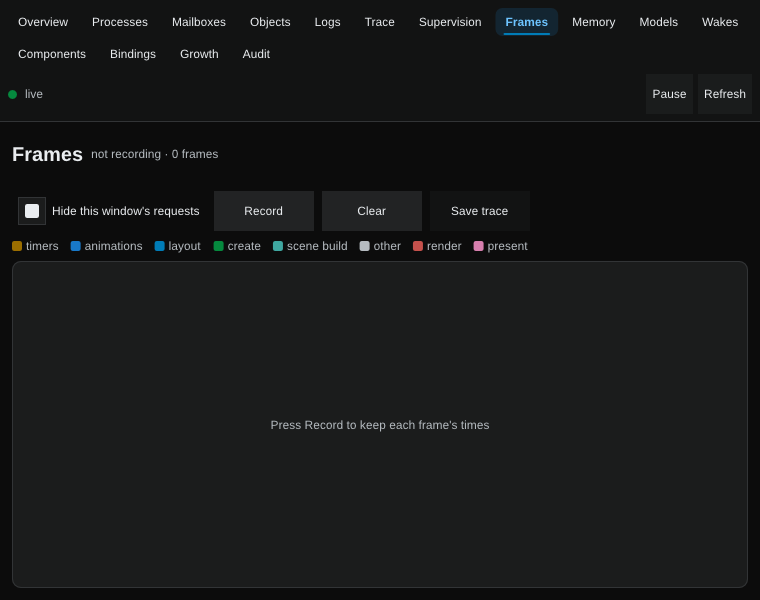 Overview Processes Mailboxes Objects Logs Trace Supervision Frames Memory Models Wakes
Components Bindings Growth Audit
live Pause Refresh
Frames not recording · 0 frames
Hide this window's requests Record Clear Save trace
timers animations layout create scene build other render present
Press Record to keep each frame's times